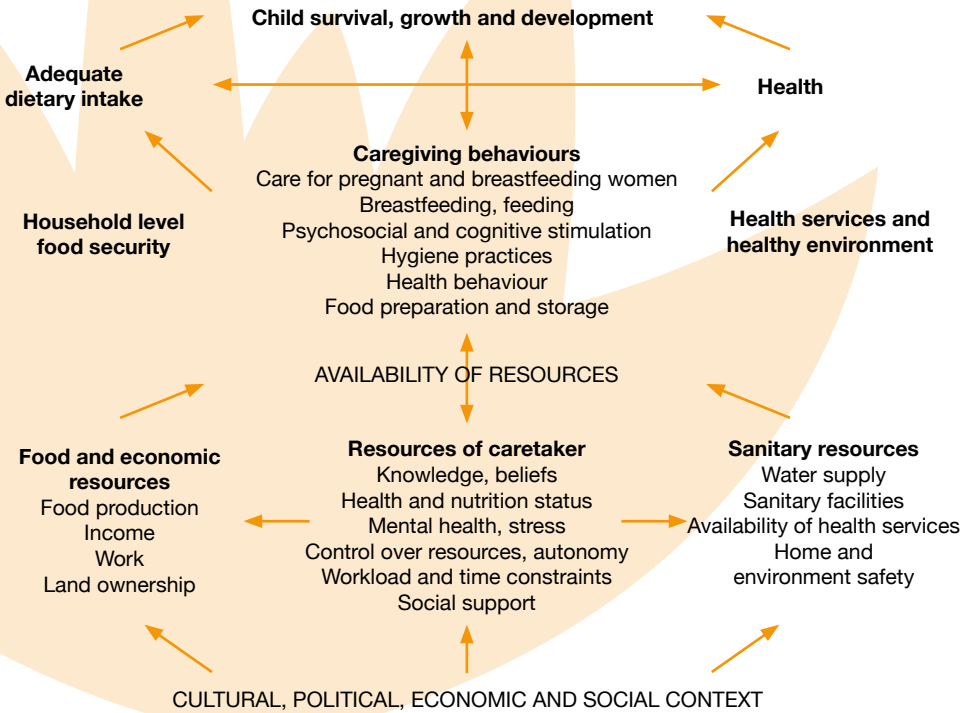 Child survival, growth and development
Adequate
dietary intake
Health
Caregiving behaviours
Care for pregnant and breastfeeding women
Breastfeeding, feeding
Psychosocial and cognitive stimulation
Hygiene practices
Health behaviour
Food preparation and storage
Household level
food security
Health services and
healthy environment
AVAILABILITY OF RESOURCES
Food and economic
resources
Food production
Income
Work
Land ownership
Resources of caretaker
Knowledge, beliefs
Health and nutrition status
Mental health, stress
Control over resources, autonomy
Workload and time constraints
Social support
Sanitary resources
Water supply
Sanitary facilities
Availability of health services
Home and
environment safety
CULTURAL, POLITICAL, ECONOMIC AND SOCIAL CONTEXT